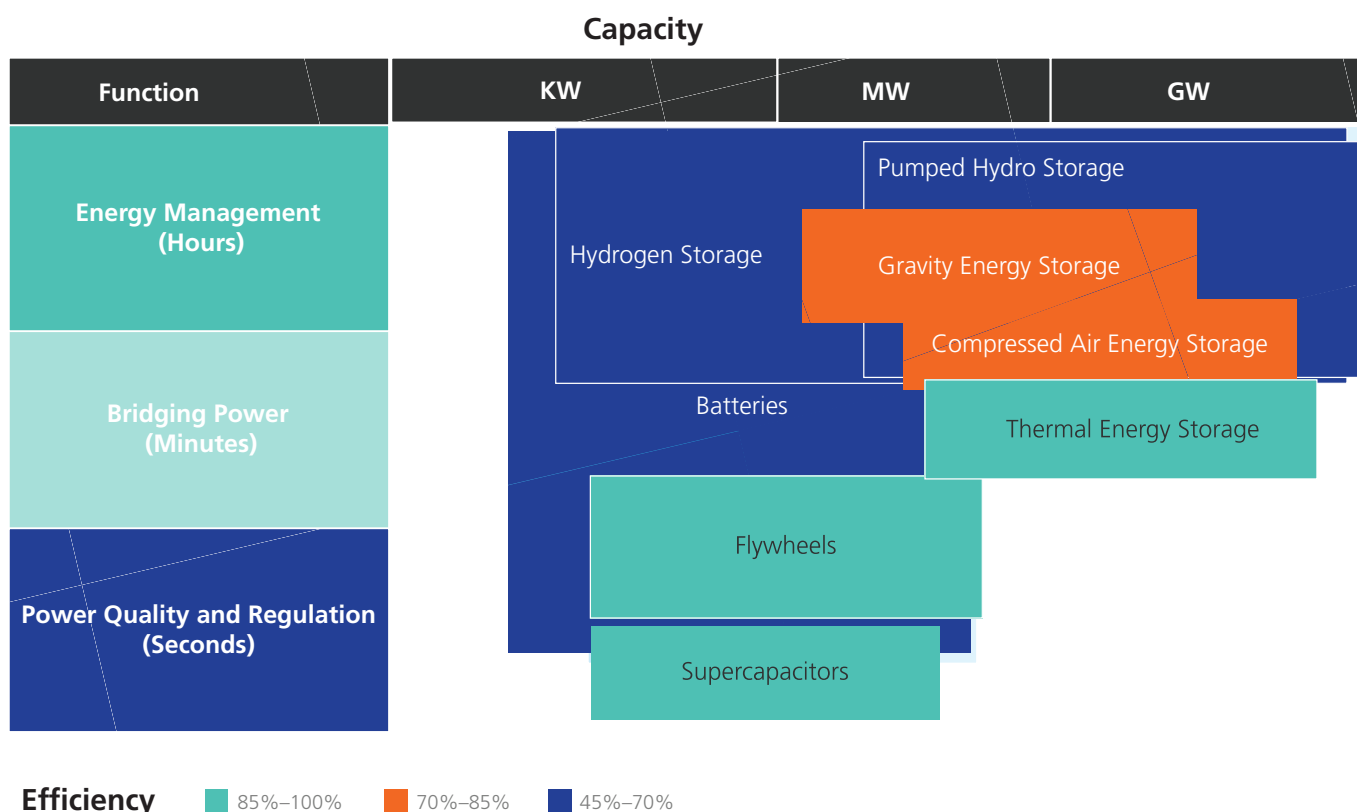 Capacity
Function
KW
MW
GW
Energy Management
(Hours)
Pumped Hydro Storage
Hydrogen Storage
Gravity Energy Storage
Compressed Air Energy Storage
Bridging Power
(Minutes)
Batteries
Thermal Energy Storage
Flywheels
Power Quality and Regulation
(Seconds)
Supercapacitors
Efficiency
85%–100%
70%–85%
45%–70%